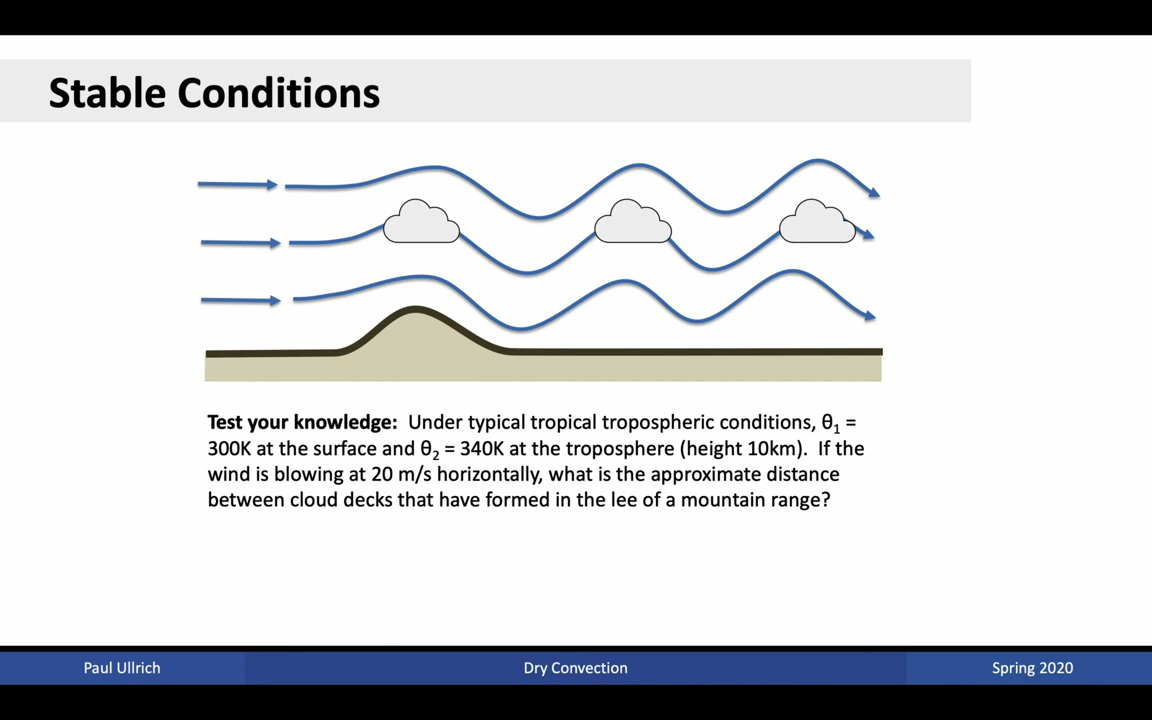 Stable Conditions
Test your knowledge: Under typical tropical tropospheric conditions, θ₁ =
300K at the surface and θ₂ = 340K at the troposphere (height 10km). If the
wind is blowing at 20 m/s horizontally, what is the approximate distance
between cloud decks that have formed in the lee of a mountain range?
Paul Ullrich
Dry Convection
Spring 2020